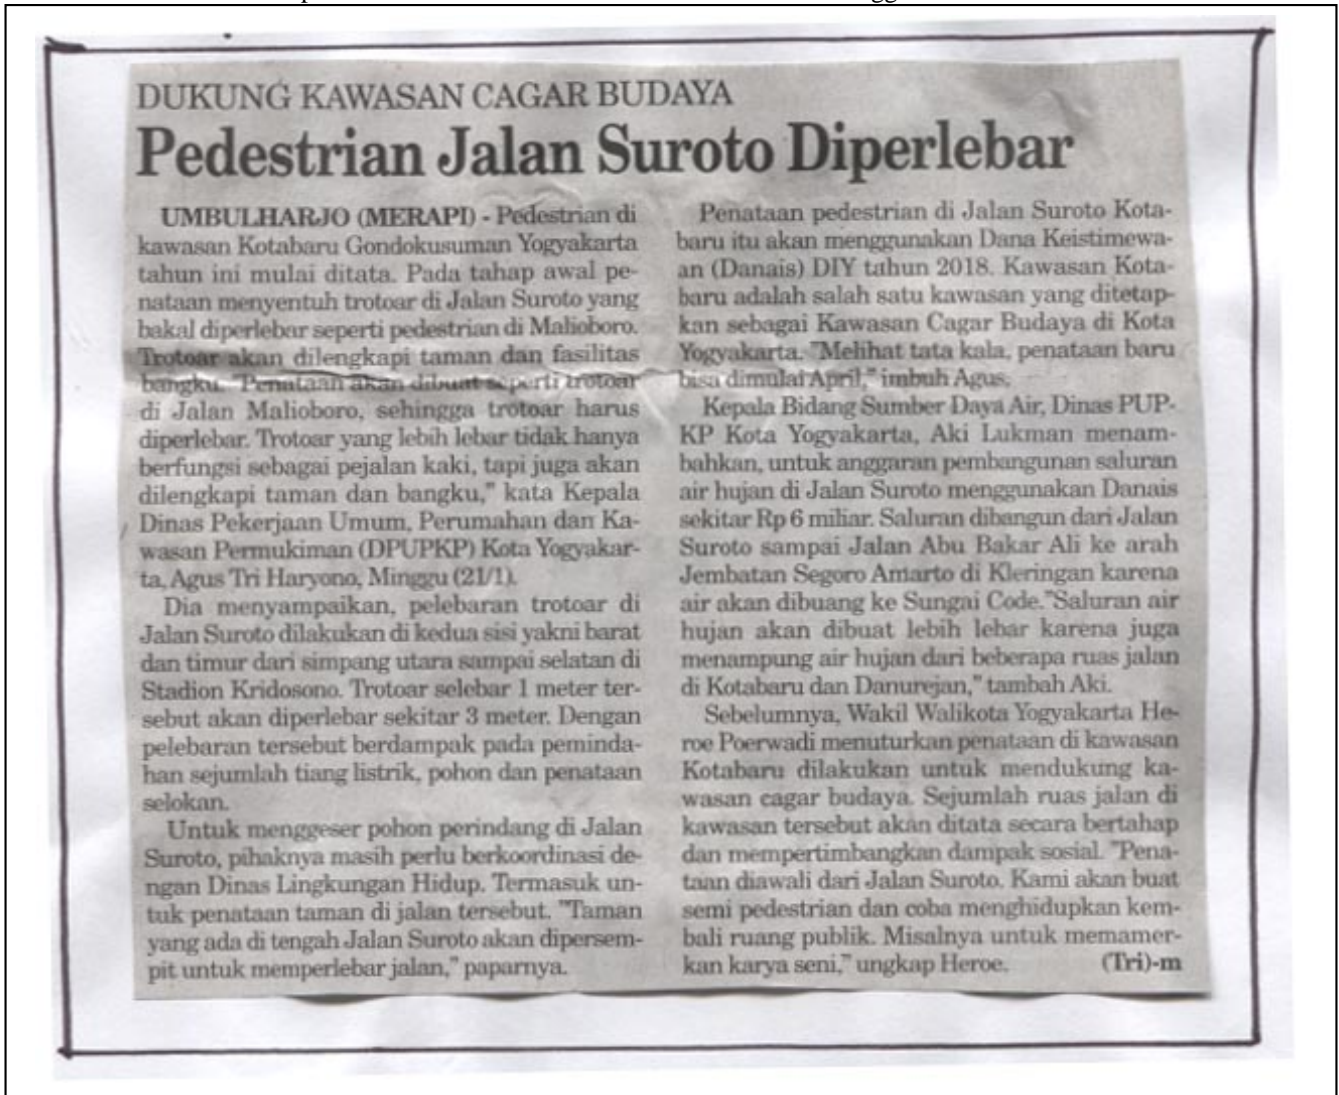 DUKUNG KAWASAN CAGAR BUDAYA
Pedestrian Jalan Suroto Diperlebar
UMBULHARJO (MERAPI) - Pedestrian di
kawasan Kotabaru Gondokusuman Yogyakarta
tahun ini mulai ditata. Pada tahap awal pe-
nataan menyentuh trotoar di Jalan Suroto yang
bakal diperlebar seperti pedestrian di Malioboro.
Trotoar akan dilengkapi taman dan fasilitas
bangku. "Penataan akan dibuat seperti trotoar
di Jalan Malioboro, sehingga trotoar harus
diperlebar. Trotoar yang lebih lebar tidak hanya
berfungsi sebagai pejalan kaki, tapi juga akan
dilengkapi taman dan bangku," kata Kepala
Dinas Pekerjaan Umum, Perumahan dan Ka-
wasan Permukiman (DPUPKP) Kota Yogyakar-
ta, Agus Tri Haryono, Minggu (21/1).
Dia menyampaikan, pelebaran trotoar di
Jalan Suroto dilakukan di kedua sisi yakni barat
dan timur dari simpang utara sampai selatan di
Stadion Kridosono. Trotoar selebar 1 meter ter-
sebut akan diperlebar sekitar 3 meter. Dengan
pelebaran tersebut berdampak pada peminda-
han sejumlah tiang listrik, pohon dan penataan
selokan.
Untuk menggeser pohon perindang di Jalan
Suroto, pihaknya masih perlu berkoordinasi de-
ngan Dinas Lingkungan Hidup. Termasuk un-
tuk penataan taman di jalan tersebut. "Taman
yang ada di tengah Jalan Suroto akan dipersem-
pit untuk memperlebar jalan," paparnya.
Penataan pedestrian di Jalan Suroto Kota-
baru itu akan menggunakan Dana Keistimewa-
an (Danais) DIY tahun 2018. Kawasan Kota-
baru adalah salah satu kawasan yang ditetap-
kan sebagai Kawasan Cagar Budaya di Kota
Yogyakarta. "Melihat tata kala, penataan baru
bisa dimulai April," imbuh Agus.
Kepala Bidang Sumber Daya Air, Dinas PUP-
KP Kota Yogyakarta, Aki Lukman menam-
bahkan, untuk anggaran pembangunan saluran
air hujan di Jalan Suroto menggunakan Danais
sekitar Rp 6 miliar. Saluran dibangun dari Jalan
Suroto sampai Jalan Abu Bakar Ali ke arah
Jembatan Segoro Amarto di Kleringan karena
air akan dibuang ke Sungai Code."Saluran air
hujan akan dibuat lebih lebar karena juga
menampung air hujan dari beberapa ruas jalan
di Kotabaru dan Danurejan," tambah Aki.
Sebelumnya, Wakil Walikota Yogyakarta He-
roe Poerwadi menuturkan penataan di kawasan
Kotabaru dilakukan untuk mendukung ka-
wasan cagar budaya. Sejumlah ruas jalan di
kawasan tersebut akan ditata secara bertahap
dan mempertimbangkan dampak sosial. "Pena-
taan diawali dari Jalan Suroto. Kami akan buat
semi pedestrian dan coba menghidupkan kem-
bali ruang publik. Misalnya untuk memamer-
kan karya seni," ungkap Heroe. (Tri)-m